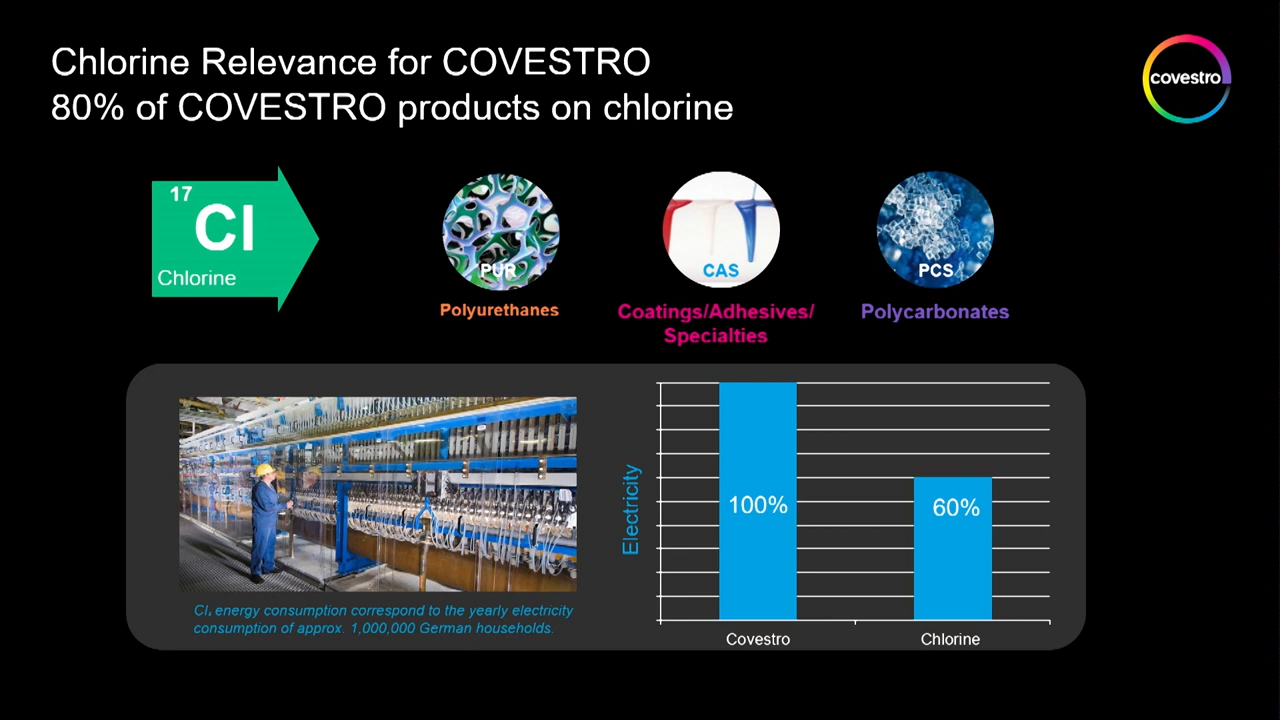 Chlorine Relevance for COVESTRO
80% of COVESTRO products on chlorine
covestro
17
Cl
Chlorine
PUR
CAS
PCS
Polyurethanes
Coatings/Adhesives/
Specialties
Polycarbonates
Electricity
100%
60%
Covestro
Chlorine
Cl₂ energy consumption correspond to the yearly electricity
consumption of approx. 1,000,000 German households.